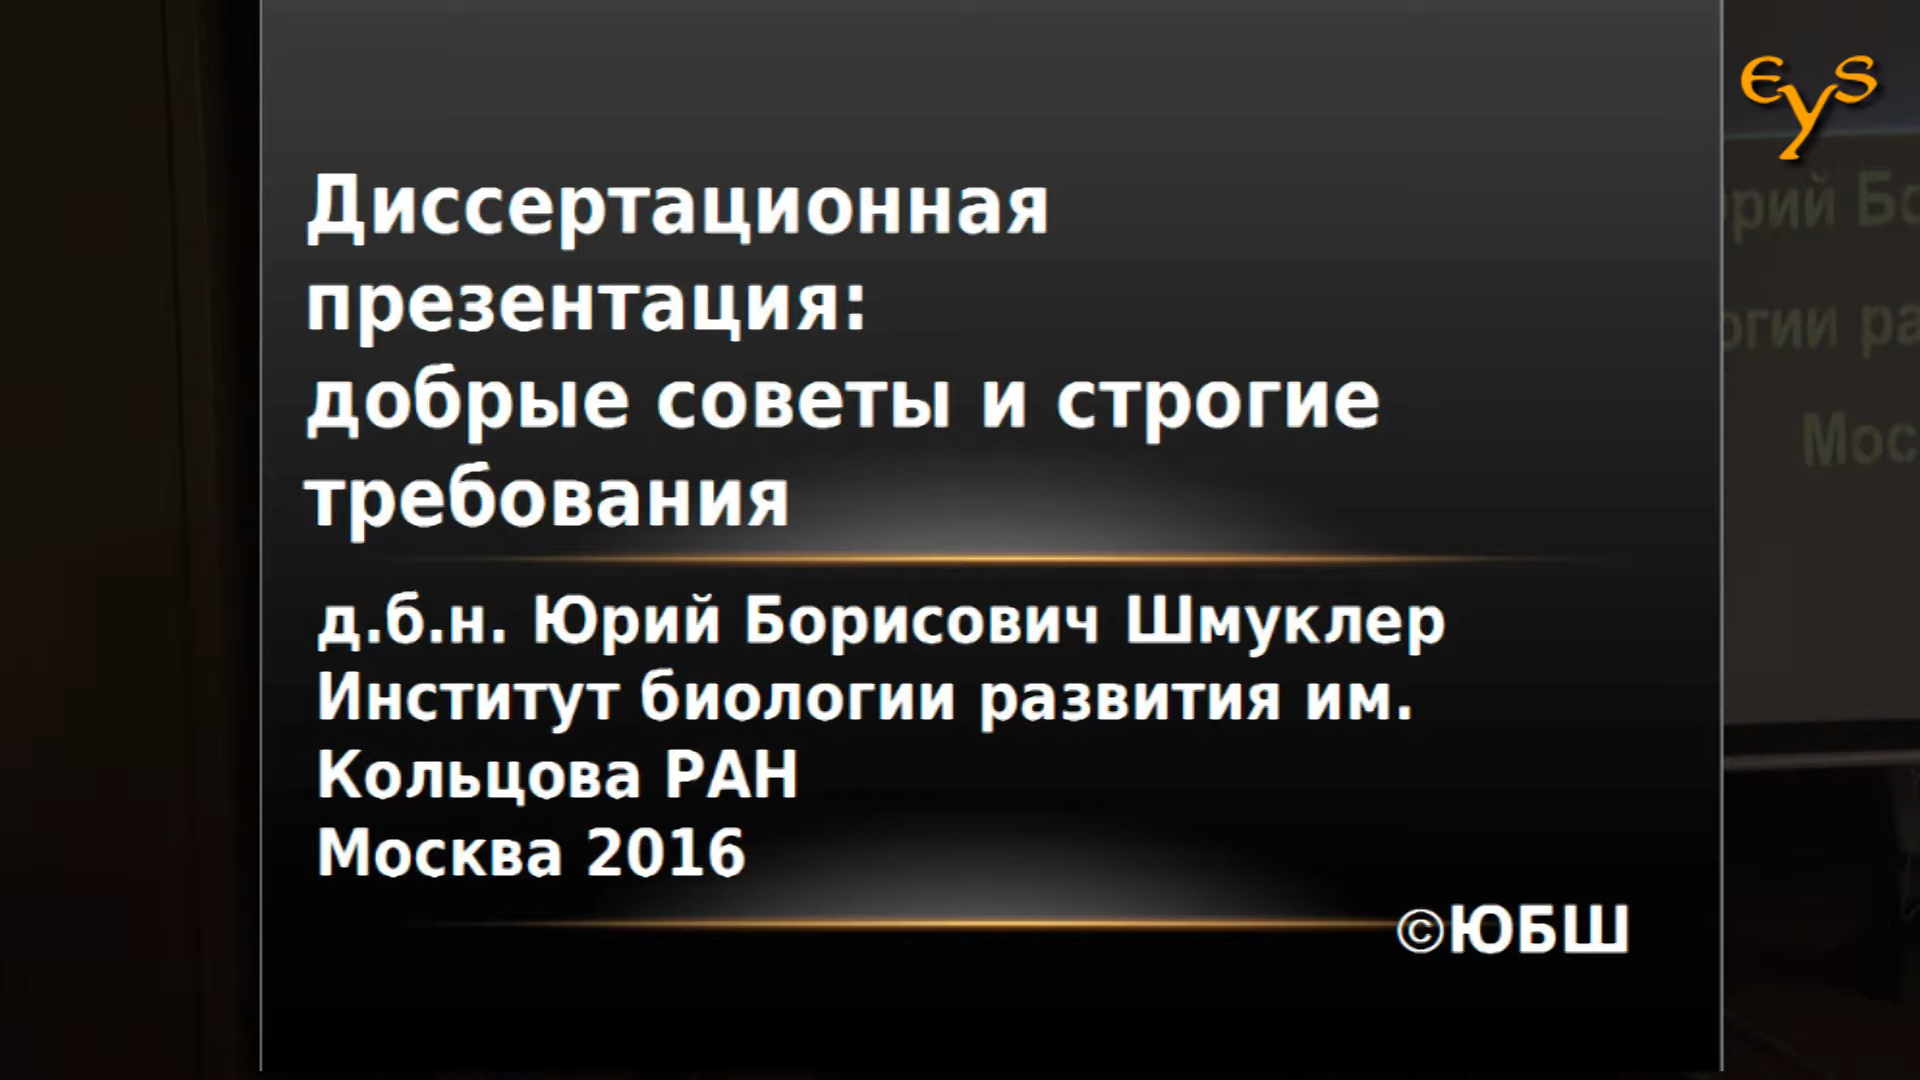 Диссертационная
презентация:
добрые советы и строгие
требования
д.б.н. Юрий Борисович Шмуклер
Институт биологии развития им.
Кольцова РАН
Москва 2016
©ЮБШ
eys